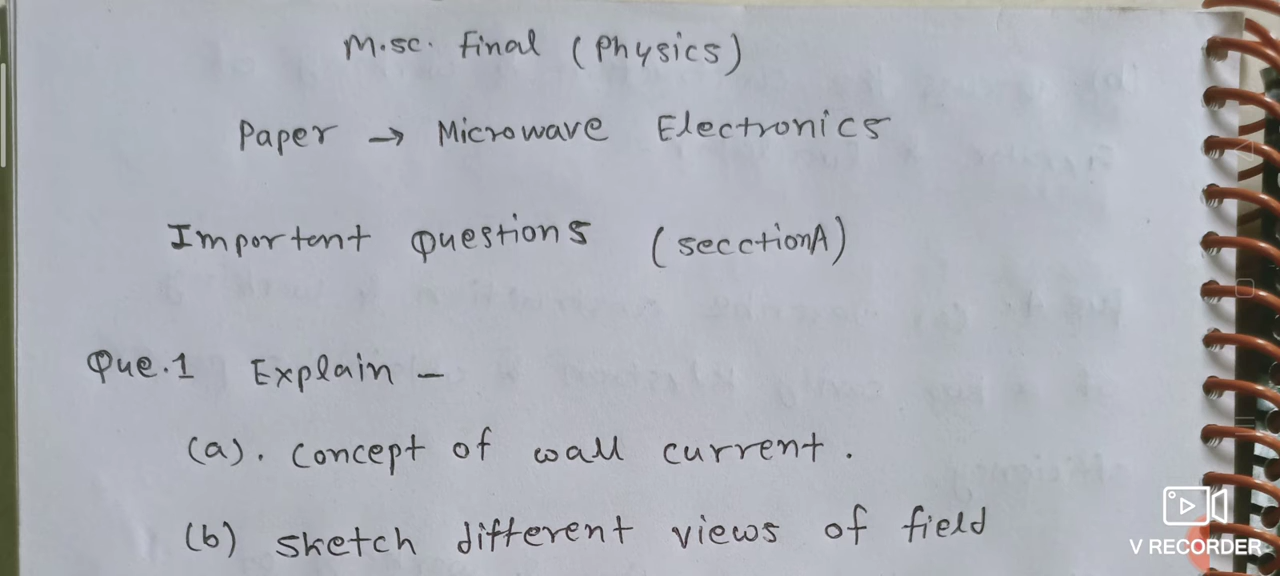 M.sc. Final (Physics)
Paper → Microwave Electronics
Important Questions (secctionA)
Que.1 Explain -
(a). Concept of wall current.
(b) Sketch different views of field
V RECORDER